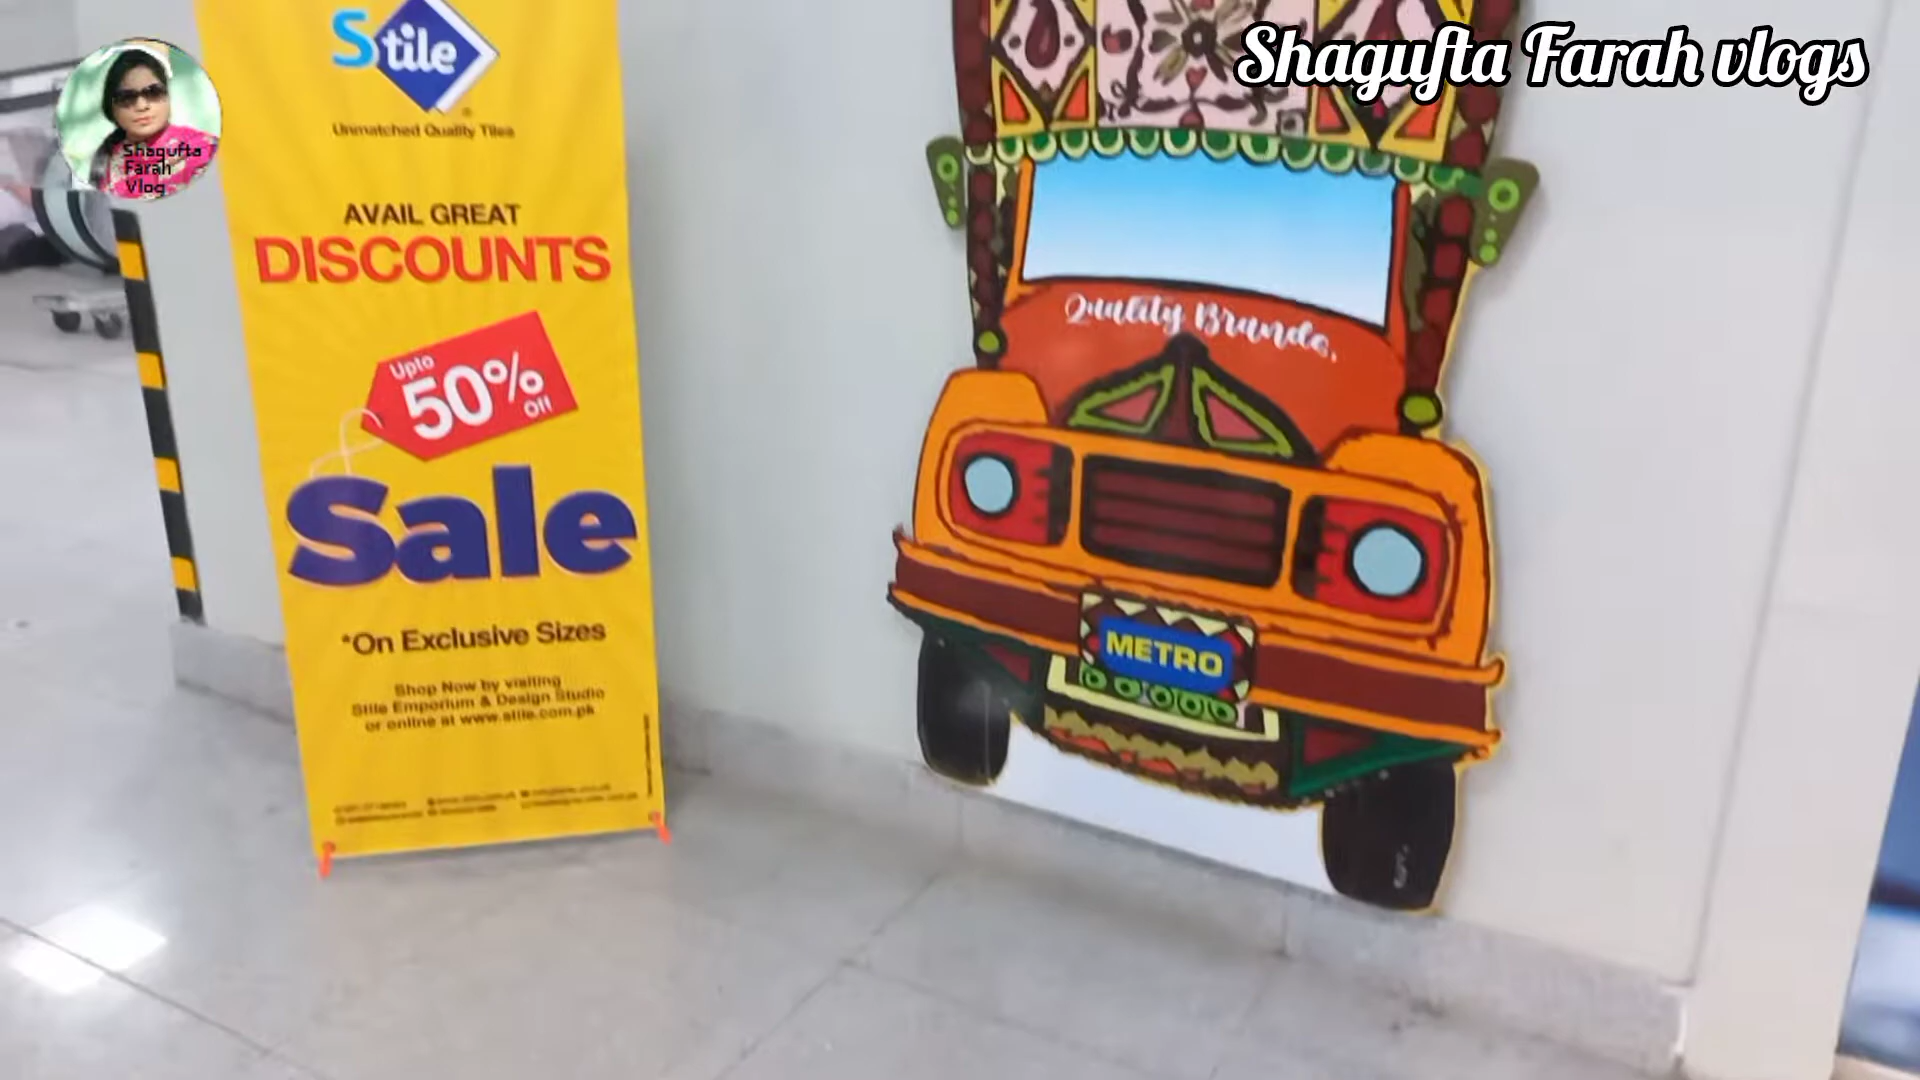 Shagufta Farah vlogs
Shagufta
Farah
Vlog
Stile
Unmatched Quality Tiles
AVAIL GREAT
DISCOUNTS
Upto
50%
Off
Sale
*On Exclusive Sizes
Shop Now by visiting
Stile Emporium & Design Studio
or online at www.stile.com.pk
Quality Brands,
METRO